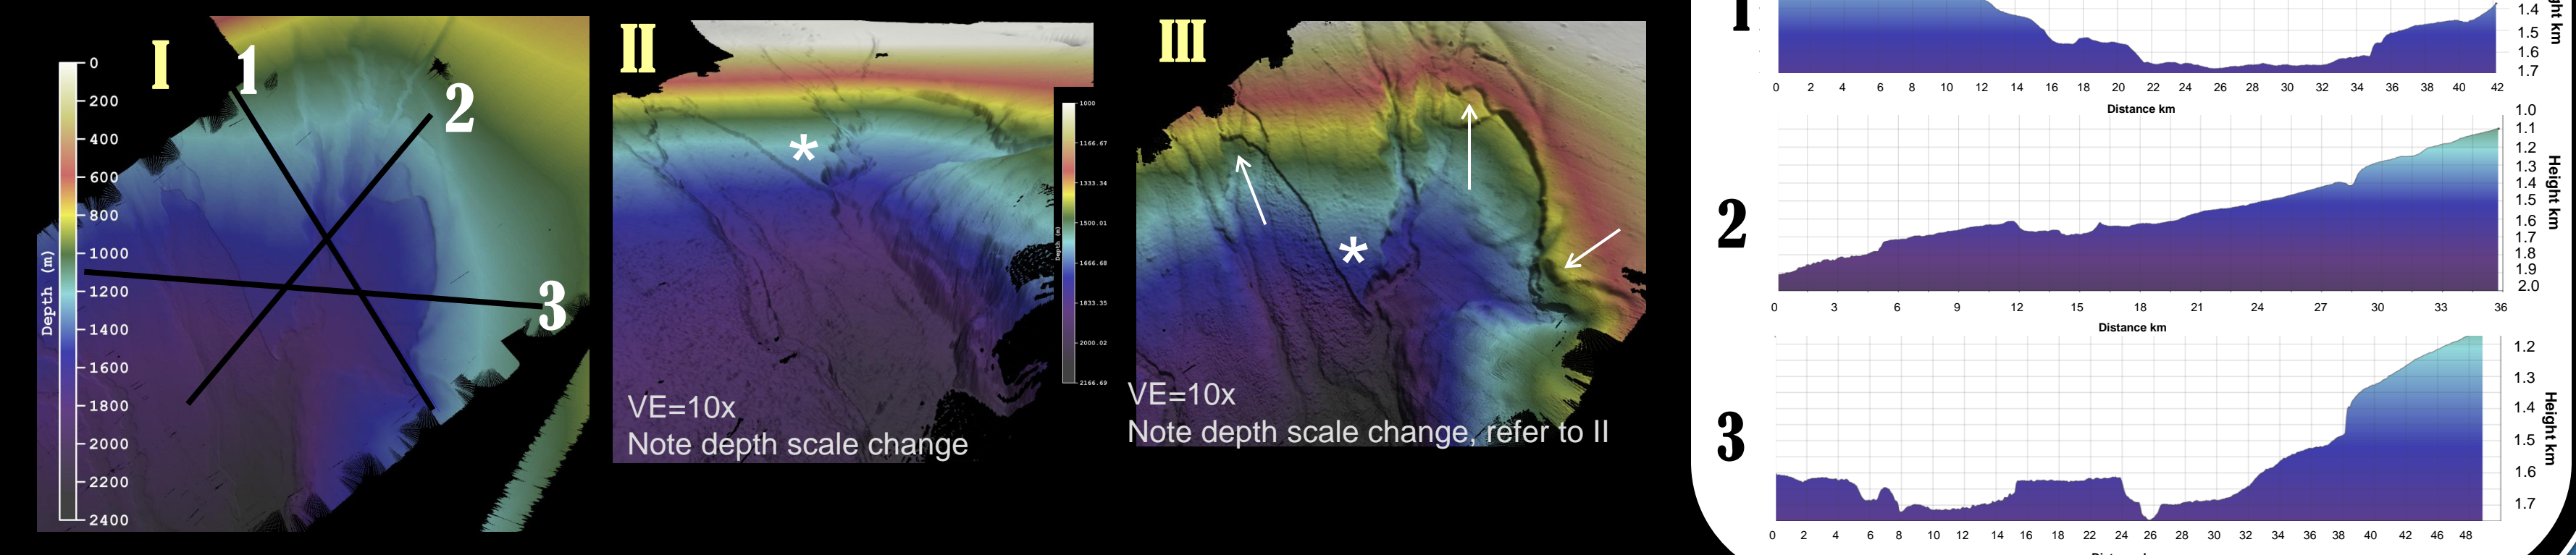 I
1
2
3
0
200
400
600
800
1000
1200
1400
1600
1800
2000
2200
2400
Depth (m)
II
*
VE=10x
Note depth scale change
1000
1166.67
1333.34
1500.01
1666.68
1833.35
2000.02
2166.69
Depth (m)
III
*
VE=10x
Note depth scale change, refer to II
1
1.4
1.5
1.6
1.7
Height km
0 2 4 6 8 10 12 14 16 18 20 22 24 26 28 30 32 34 36 38 40 42
Distance km
2
1.0
1.1
1.2
1.3
1.4
1.5
1.6
1.7
1.8
1.9
2.0
Height km
0 3 6 9 12 15 18 21 24 27 30 33 36
Distance km
3
1.2
1.3
1.4
1.5
1.6
1.7
Height km
0 2 4 6 8 10 12 14 16 18 20 22 24 26 28 30 32 34 36 38 40 42 46 48